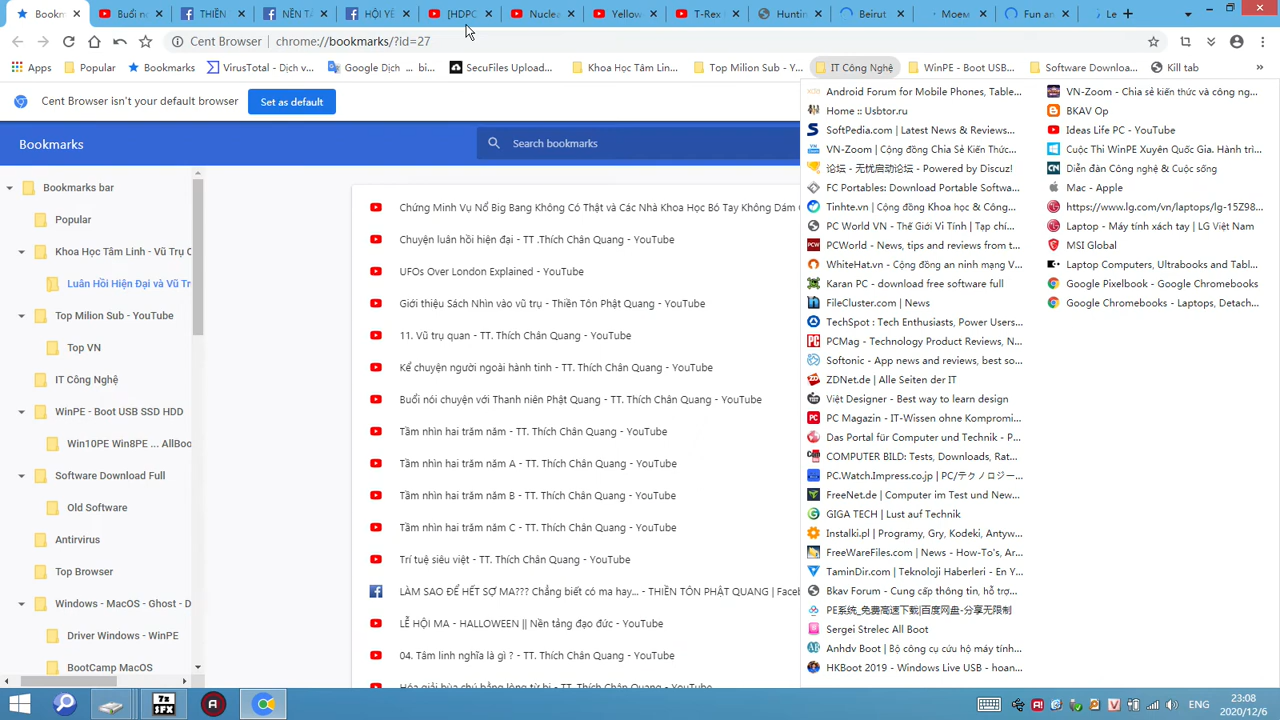 Bookm
Buổi n
THIỀN
NỀN TẢ
HỘI YÊ
[HDPC
Nuclea
Yellow
T-Rex I
Huntin
Beirut
Моем
Fun an
Le
Cent Browser
chrome://bookmarks/?id=27
Apps
Popular
Bookmarks
VirusTotal - Dịch v...
Google Dịch
bi...
SecuFiles Upload...
Khoa Học Tâm Lin...
Top Milion Sub - Y...
IT Công Nghệ
WinPE - Boot USB...
Software Downloa...
Kill tab
»
Cent Browser isn't your default browser
Set as default
Bookmarks
Search bookmarks
Bookmarks bar
Popular
Khoa Học Tâm Linh - Vũ Trụ C
Luân Hồi Hiện Đại và Vũ Tr
Top Milion Sub - YouTube
Top VN
IT Công Nghệ
WinPE - Boot USB SSD HDD
Win10PE Win8PE ... AllBoo
Software Download Full
Old Software
Antirvirus
Top Browser
Windows - MacOS - Ghost - D
Driver Windows - WinPE
BootCamp MacOS
Chứng Minh Vụ Nổ Big Bang Không Có Thật và Các Nhà Khoa Học Bó Tay Không Dám
Chuyện luân hồi hiện đại - TT .Thích Chân Quang - YouTube
UFOs Over London Explained - YouTube
Giới thiệu Sách Nhìn vào vũ trụ - Thiền Tôn Phật Quang - YouTube
11. Vũ trụ quan - TT. Thích Chân Quang - YouTube
Kể chuyện người ngoài hành tinh - TT. Thích Chân Quang - YouTube
Buổi nói chuyện với Thanh niên Phật Quang - TT. Thích Chân Quang - YouTube
Tầm nhìn hai trăm năm - TT. Thích Chân Quang - YouTube
Tầm nhìn hai trăm năm A - TT. Thích Chân Quang - YouTube
Tầm nhìn hai trăm năm B - TT. Thích Chân Quang - YouTube
Tầm nhìn hai trăm năm C - TT. Thích Chân Quang - YouTube
Trí tuệ siêu việt - TT. Thích Chân Quang - YouTube
LÀM SAO ĐỂ HẾT SỢ MA??? Chẳng biết có ma hay... - THIỀN TÔN PHẬT QUANG | Faceb
LỄ HỘI MA - HALLOWEEN || Nền tảng đạo đức - YouTube
04. Tâm linh nghĩa là gì ? - TT. Thích Chân Quang - YouTube
Hóa giải bùa chú bằng lòng từ bi - TT. Thích Chân Quang - YouTube
Android Forum for Mobile Phones, Table...
Home :: Usbtor.ru
SoftPedia.com | Latest News & Reviews...
VN-Zoom | Cộng đồng Chia Sẻ Kiến Thức...
论坛 - 无忧启动论坛 - Powered by Discuz!
FC Portables: Download Portable Softwa...
Tinhte.vn | Cộng đồng Khoa học & Công...
PC World VN - Thế Giới Vi Tính | Tạp chí...
PCWorld - News, tips and reviews from t...
WhiteHat.vn - Cộng đồng an ninh mạng V...
Karan PC - download free software full
FileCluster.com | News
TechSpot : Tech Enthusiasts, Power Users...
PCMag - Technology Product Reviews, N...
Softonic - App news and reviews, best so...
ZDNet.de | Alle Seiten der IT
Việt Designer - Best way to learn design
PC Magazin - IT-Wissen ohne Kompromi...
Das Portal für Computer und Technik - P...
COMPUTER BILD: Tests, Downloads, Rat...
PC.Watch.Impress.co.jp | PC/テクノロジー...
FreeNet.de | Computer im Test und New...
GIGA TECH | Lust auf Technik
Instalki.pl | Programy, Gry, Kodeki, Antyw...
FreeWareFiles.com | News - How-To's, Ar...
TaminDir.com | Teknoloji Haberleri - En Y...
Bkav Forum - Cung cấp thông tin, hỗ trợ...
PE系统_免费高速下载|百度网盘-分享无限制
Sergei Strelec All Boot
Anhdv Boot | Bộ công cụ cứu hộ máy tính...
HKBoot 2019 - Windows Live USB - hoan...
VN-Zoom - Chia sẻ kiến thức và công ng...
BKAV Op
Ideas Life PC - YouTube
Cuộc Thi WinPE Xuyên Quốc Gia. Hành tri...
Diễn đàn Công nghệ & Cuộc sống
Mac - Apple
https://www.lg.com/vn/laptops/lg-15Z98...
Laptop - Máy tính xách tay | LG Việt Nam
MSI Global
Laptop Computers, Ultrabooks and Tabl...
Google Pixelbook - Google Chromebooks
Google Chromebooks - Laptops, Detach...
7z
SFX
ENG
23:08
2020/12/6